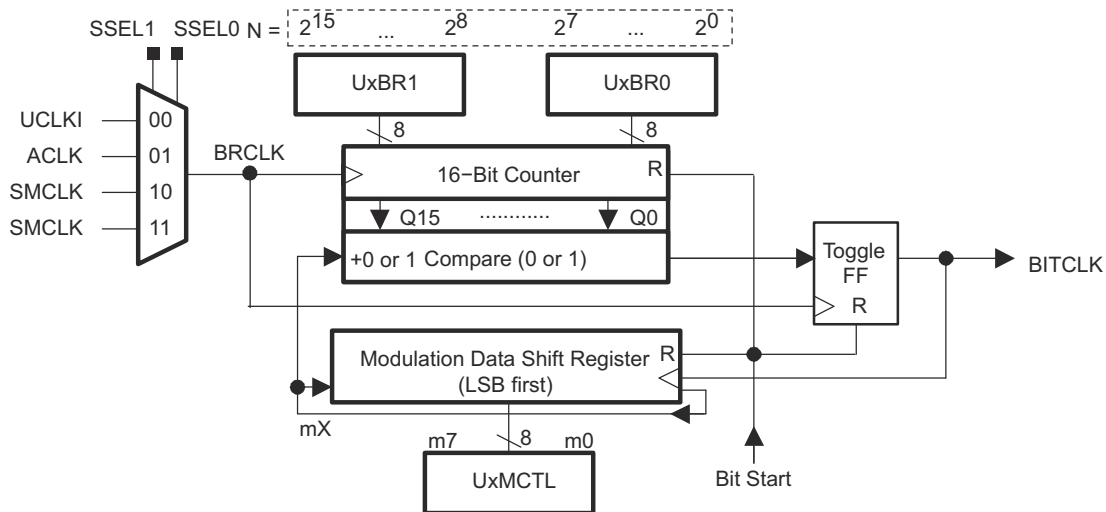 SSEL1 SSEL0 N = 2^15 ... 2^8 2^7 ... 2^0
UxBR1 UxBR0
8 8
UCLKI 00
ACLK 01
SMCLK 10
SMCLK 11
BRCLK
16−Bit Counter R
Q15 ............ Q0
+0 or 1 Compare (0 or 1)
Toggle
FF
R
BITCLK
Modulation Data Shift Register R
(LSB first)
mX
m7 8 m0
UxMCTL
Bit Start